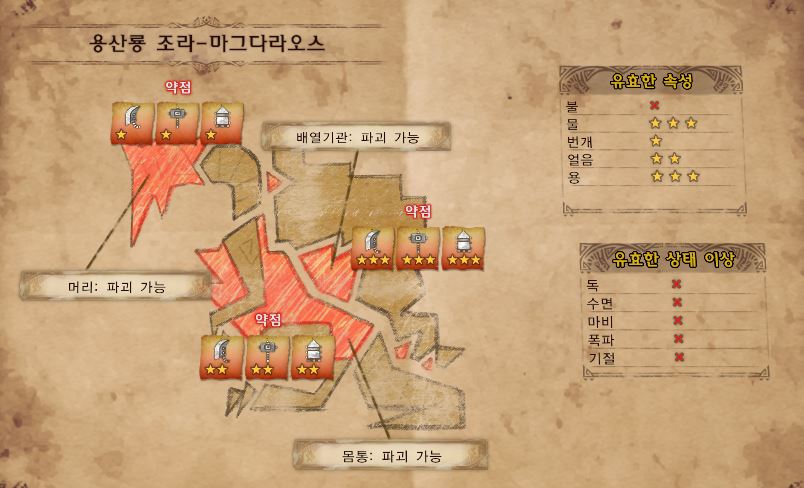 용산룡 조라-마그다라오스
약점
배열기관: 파괴 가능
약점
머리: 파괴 가능
약점
몸통: 파괴 가능
유효한 속성
불
물
번개
얼음
용
유효한 상태 이상
독
수면
마비
폭파
기절